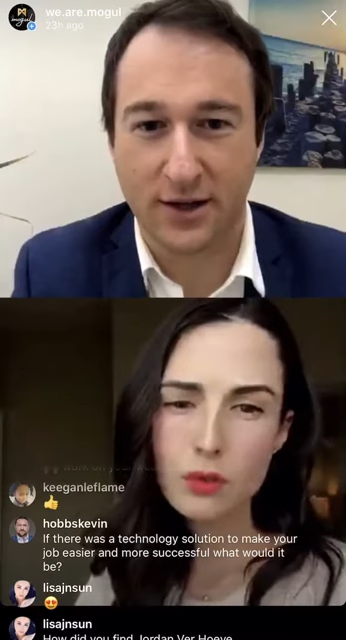 we.are.mogul
23h ago
mogul
keeganleflame
hobbskevin
If there was a technology solution to make your
job easier and more successful what would it
be?
lisajnsun
lisajnsun
How did you find Jordan Ver Hoeve